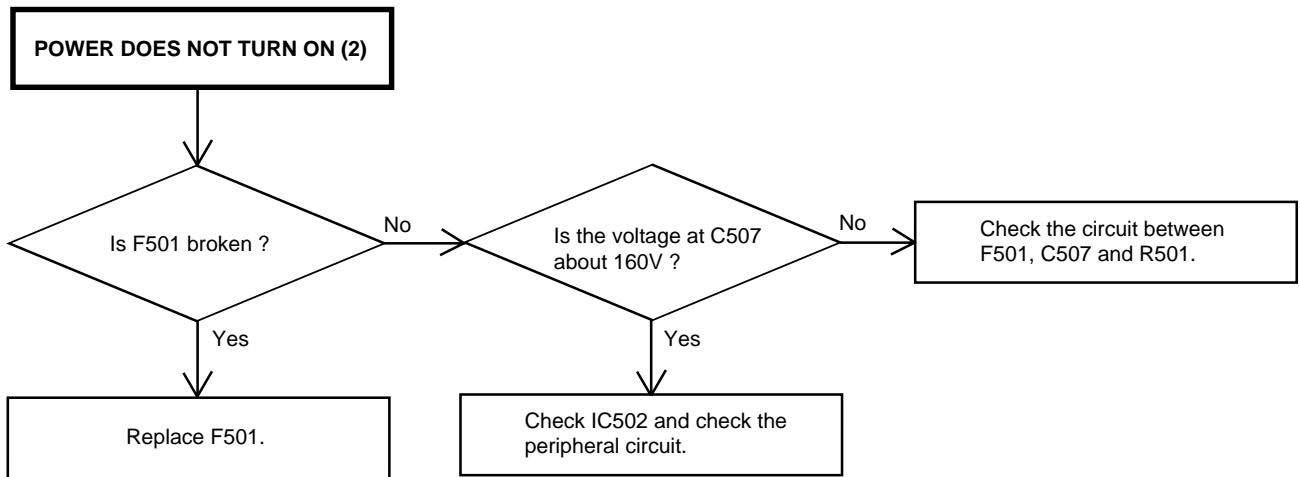 POWER DOES NOT TURN ON (2)
Is F501 broken ?
No
Is the voltage at C507
about 160V ?
No
Check the circuit between
F501, C507 and R501.
Yes
Yes
Replace F501.
Check IC502 and check the
peripheral circuit.